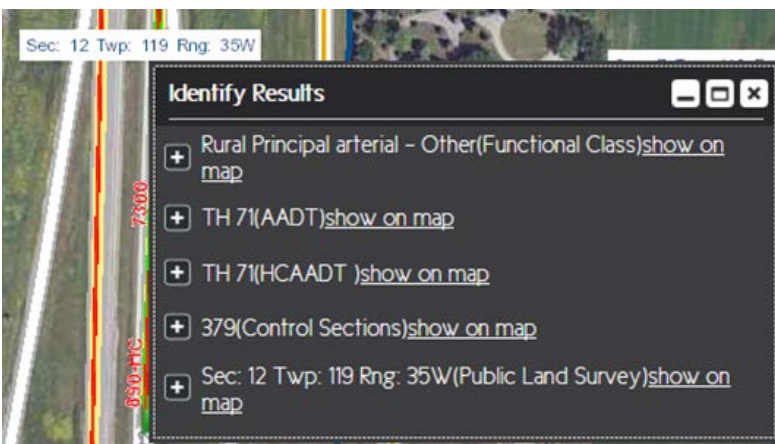 Sec: 12 Twp: 119 Rng: 35W
Identify Results
Rural Principal arterial - Other(Functional Class)show on
map
TH 71(AADT)show on map
TH 71(HCAADT )show on map
379(Control Sections)show on map
Sec: 12 Twp: 119 Rng: 35W(Public Land Survey)show on
map
7300
690-HC